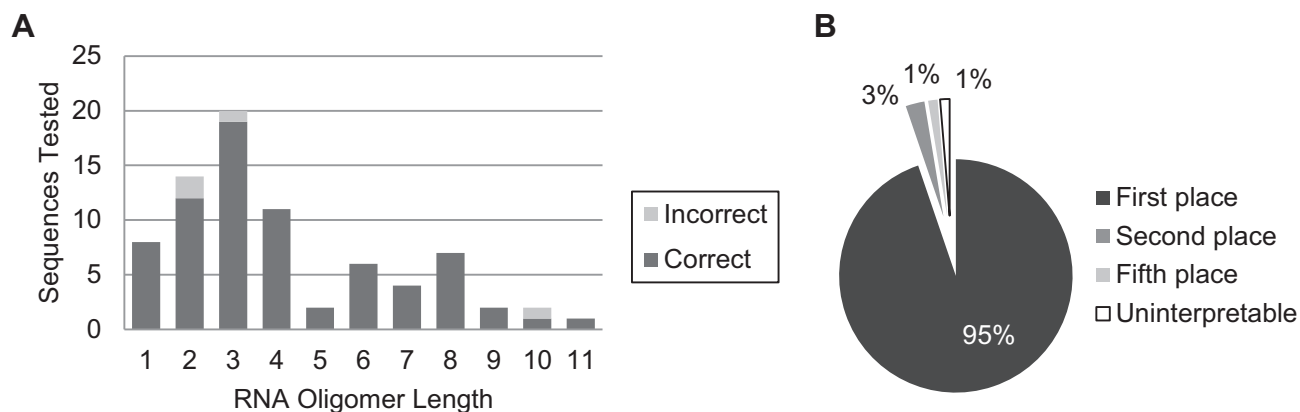 A
25
20
15
10
5
0
Sequences Tested
1 2 3 4 5 6 7 8 9 10 11
RNA Oligomer Length
Incorrect
Correct
B
3%
1%
1%
95%
First place
Second place
Fifth place
Uninterpretable